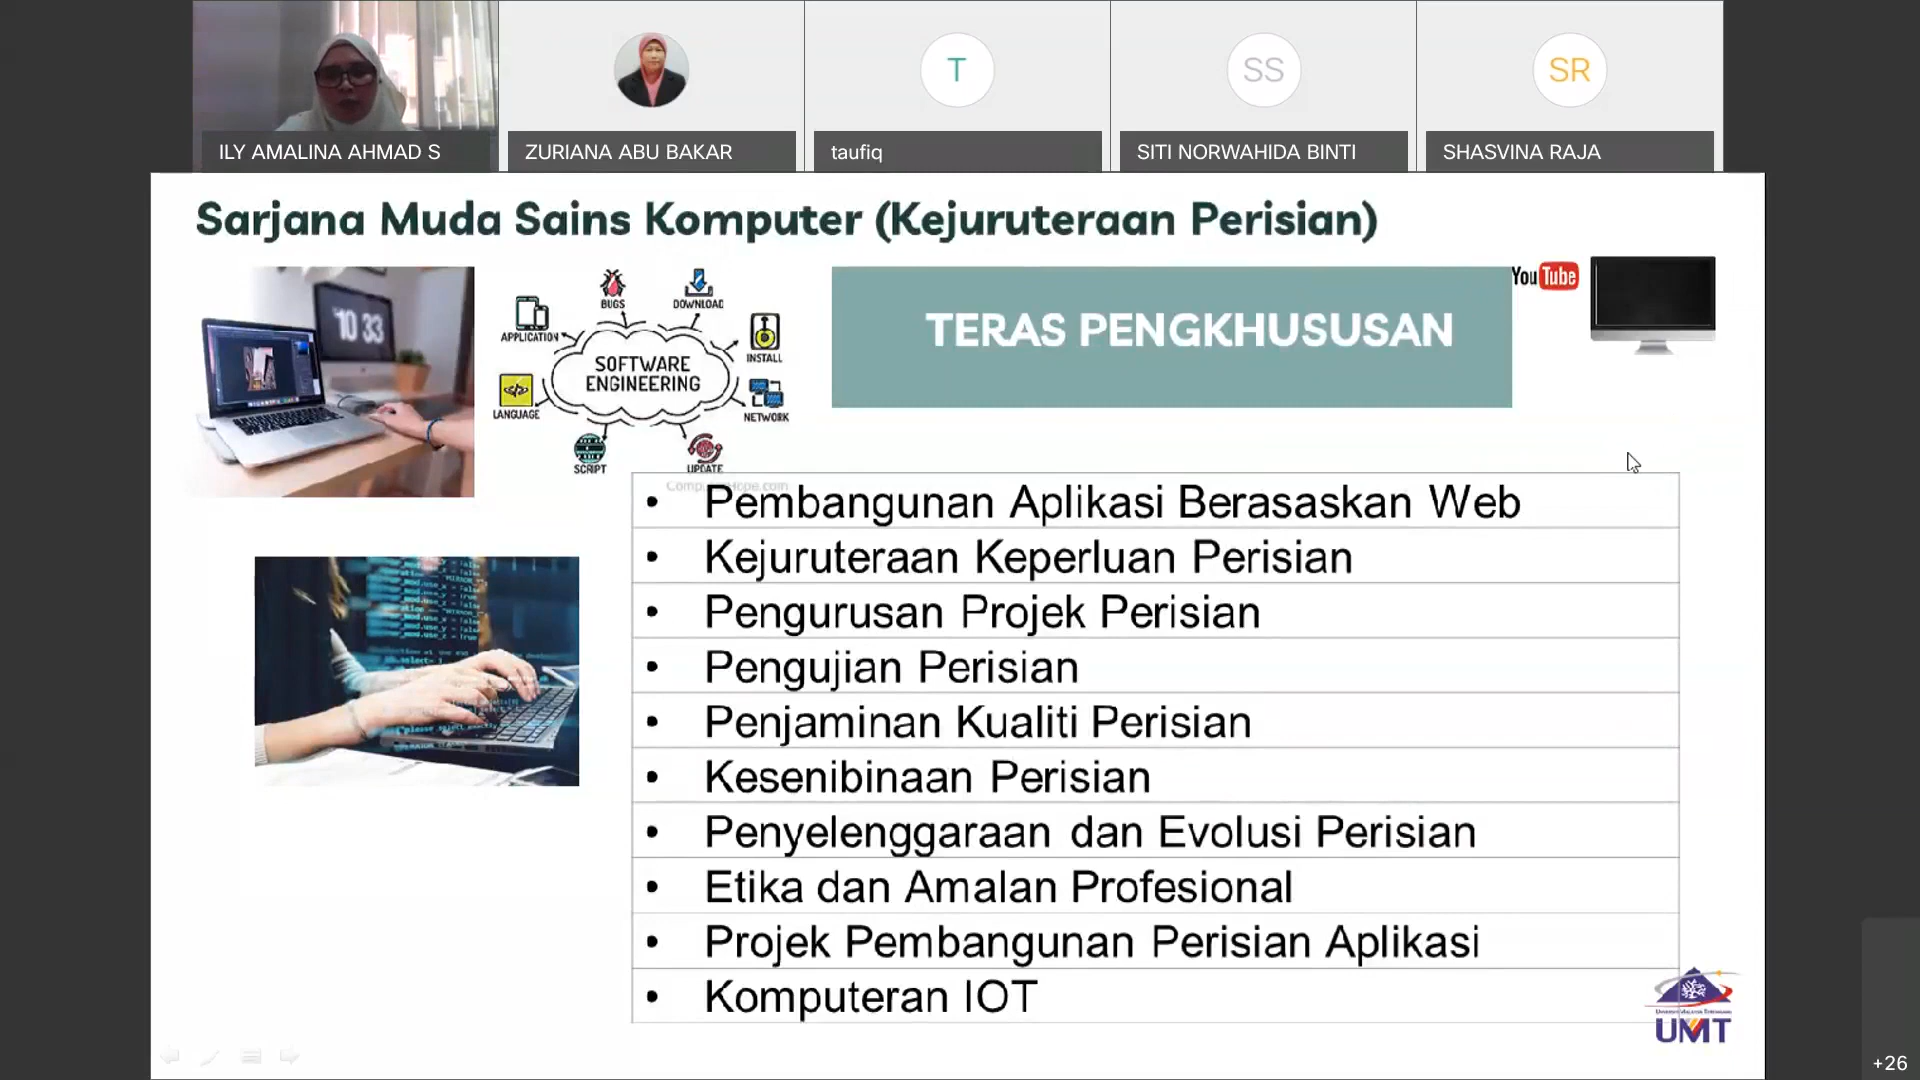 T
SS
SR
ILY AMALINA AHMAD S
ZURIANA ABU BAKAR
taufiq
SITI NORWAHIDA BINTI
SHASVINA RAJA
Sarjana Muda Sains Komputer (Kejuruteraan Perisian)
10 33
BUGS
DOWNLOAD
APPLICATION
INSTALL
SOFTWARE
ENGINEERING
LANGUAGE
NETWORK
SCRIPT
UPDATE
TERAS PENGKHUSUSAN
YouTube
• Pembangunan Aplikasi Berasaskan Web
• Kejuruteraan Keperluan Perisian
• Pengurusan Projek Perisian
• Pengujian Perisian
• Penjaminan Kualiti Perisian
• Kesenibinaan Perisian
• Penyelenggaraan dan Evolusi Perisian
• Etika dan Amalan Profesional
• Projek Pembangunan Perisian Aplikasi
• Komputeran IOT
UMT
+26